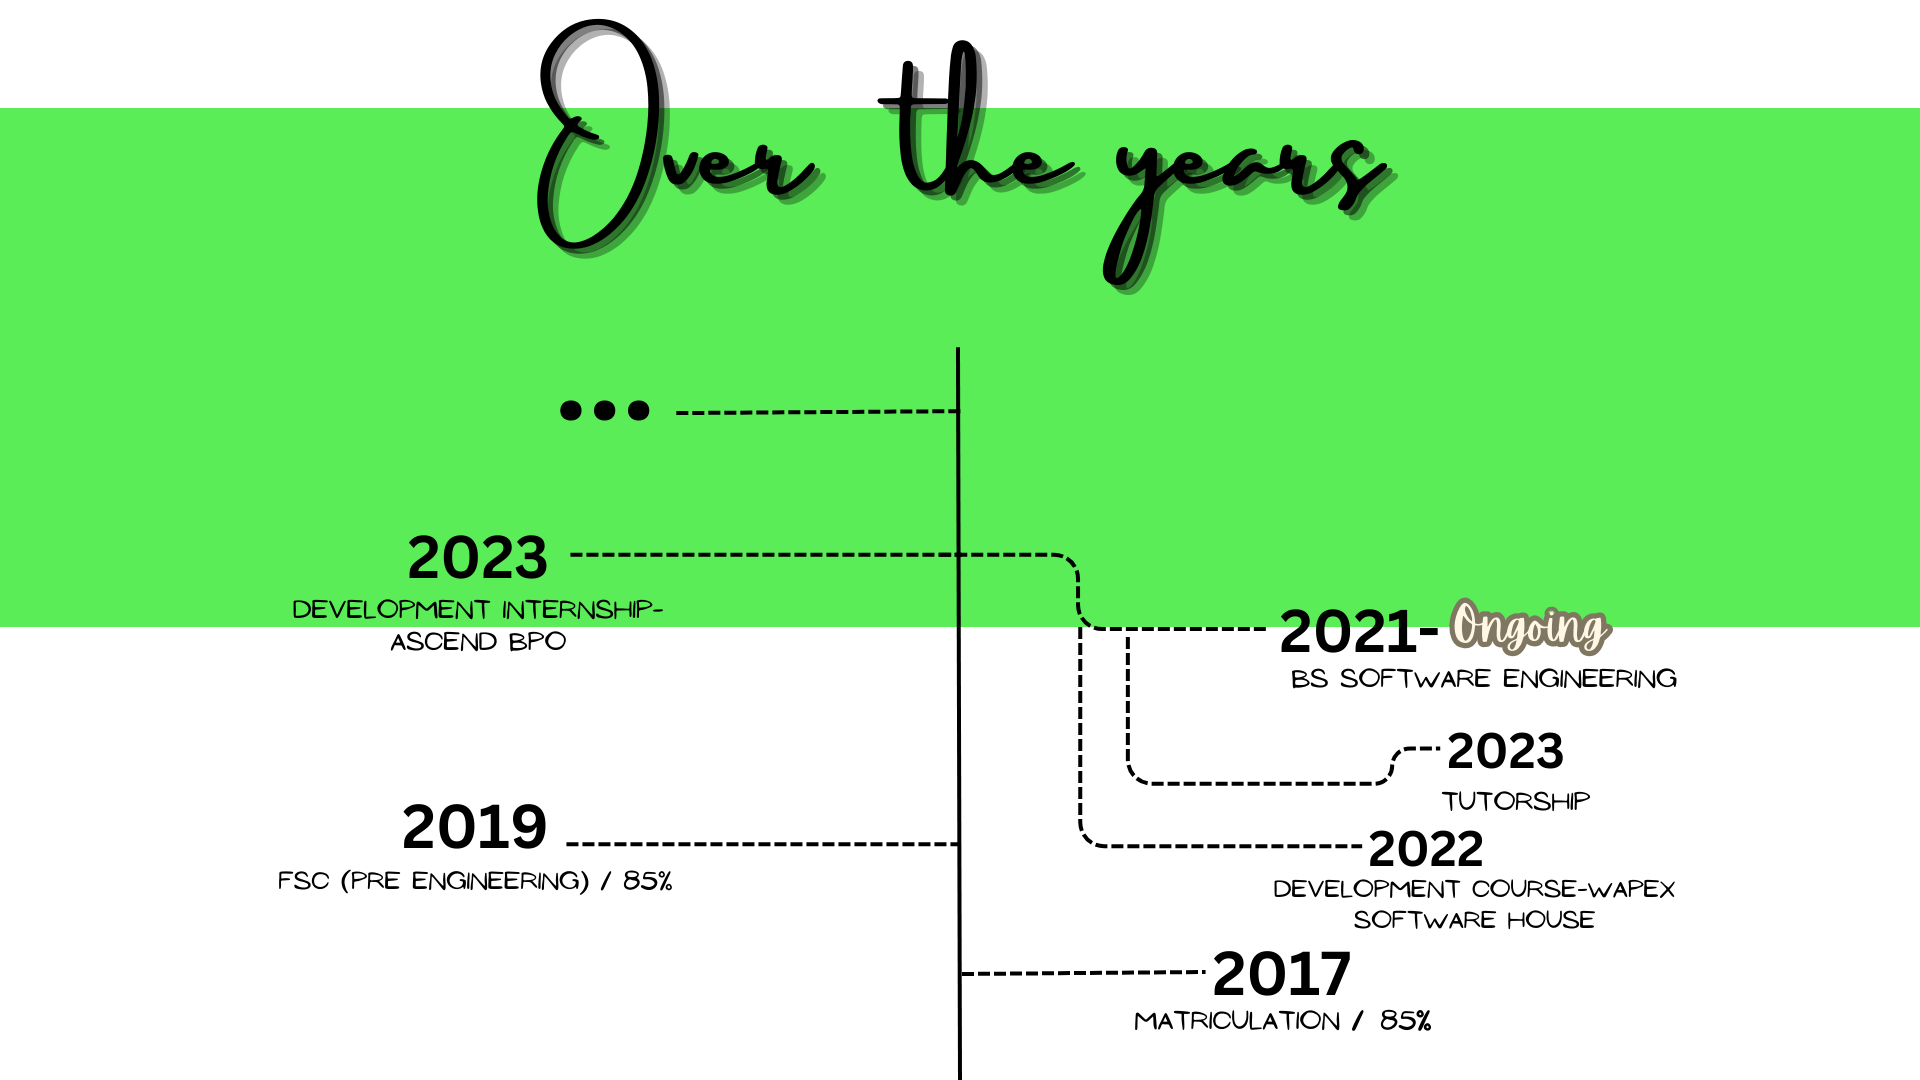 Over the years
...
2023
DEVELOPMENT INTERNSHIP-
ASCEND BPO
2021- Ongoing
BS SOFTWARE ENGINEERING
2023
TUTORSHIP
2019
FSC (PRE ENGINEERING) / 85%
2022
DEVELOPMENT COURSE-WAPEX
SOFTWARE HOUSE
2017
MATRICULATION / 85%